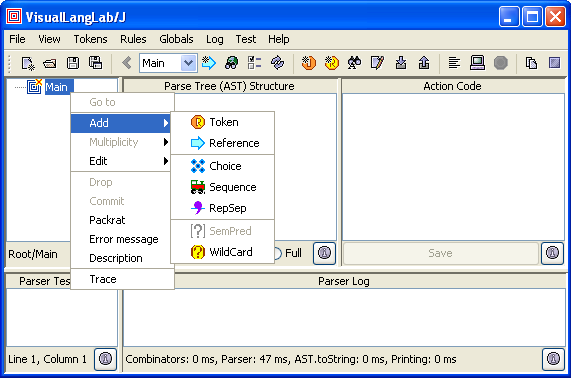 VisualLangLab/J
File View Tokens Rules Globals Log Test Help
Main
Parse Tree (AST) Structure
Action Code
Main
Go to
Add
Multiplicity
Edit
Drop
Commit
Packrat
Error message
Description
Trace
Token
Reference
Choice
Sequence
RepSep
SemPred
WildCard
Root/Main
Full
Save
Parser Tes
Parser Log
Line 1, Column 1
Combinators: 0 ms, Parser: 47 ms, AST.toString: 0 ms, Printing: 0 ms